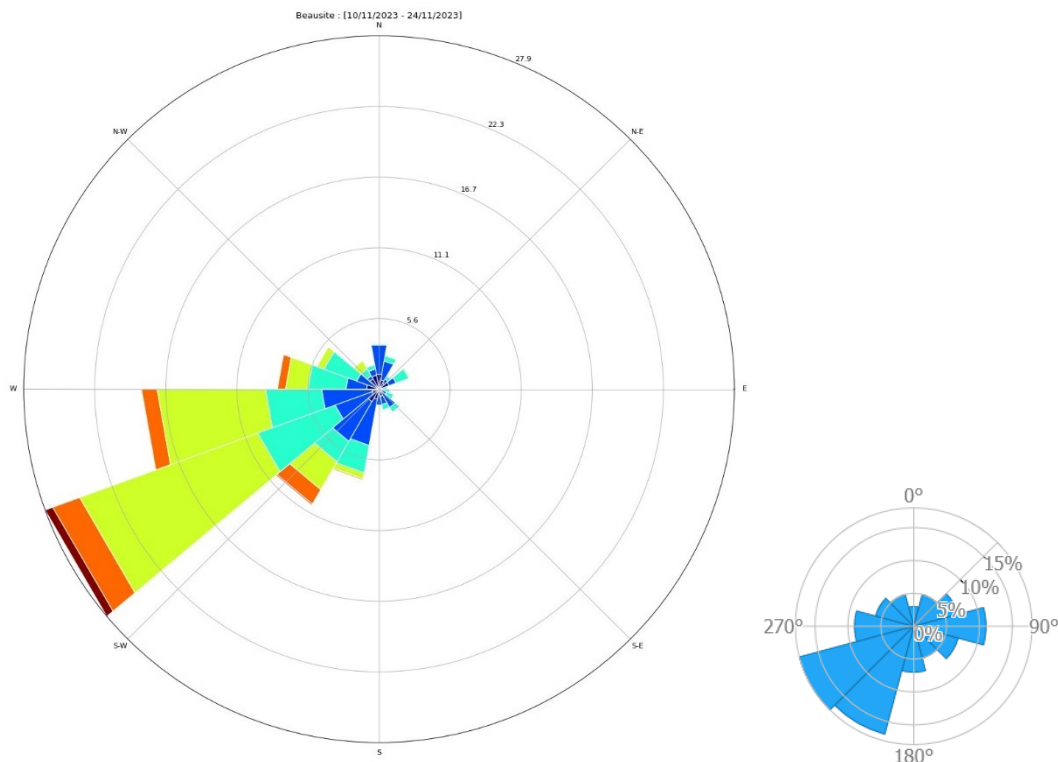 Beausite : [10/11/2023 - 24/11/2023]
N
27.9
N-W
N-E
22.3
16.7
11.1
5.6
W
E
0°
15%
10%
5%
270°
0%
90°
S-W
S-E
S
180°